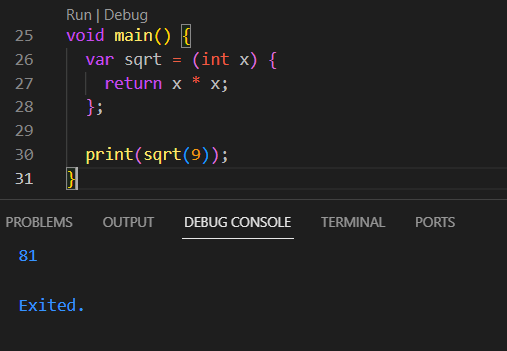 Run | Debug
25 void main() {
26   var sqrt = (int x) {
27     return x * x;
28   };
29
30   print(sqrt(9));
31 }
PROBLEMS OUTPUT DEBUG CONSOLE TERMINAL PORTS
81
Exited.